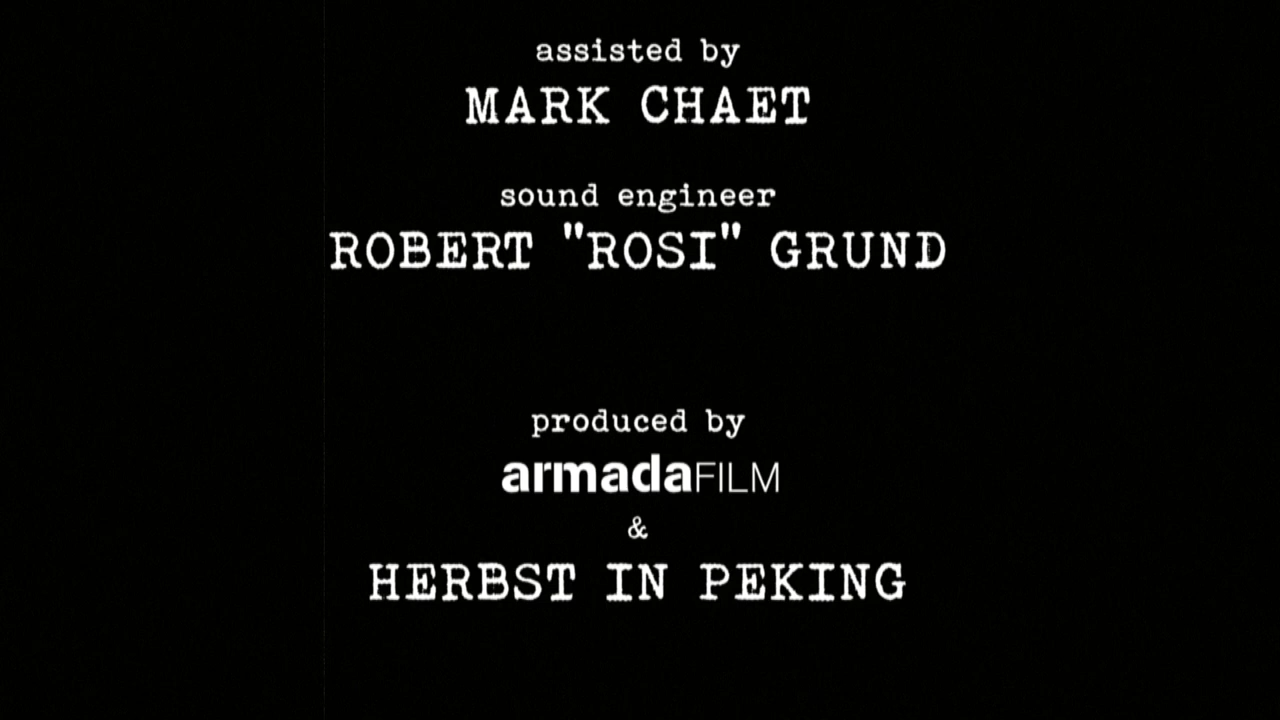 assisted by
MARK CHAET
sound engineer
ROBERT "ROSI" GRUND
produced by
armadaFILM
&
HERBST IN PEKING